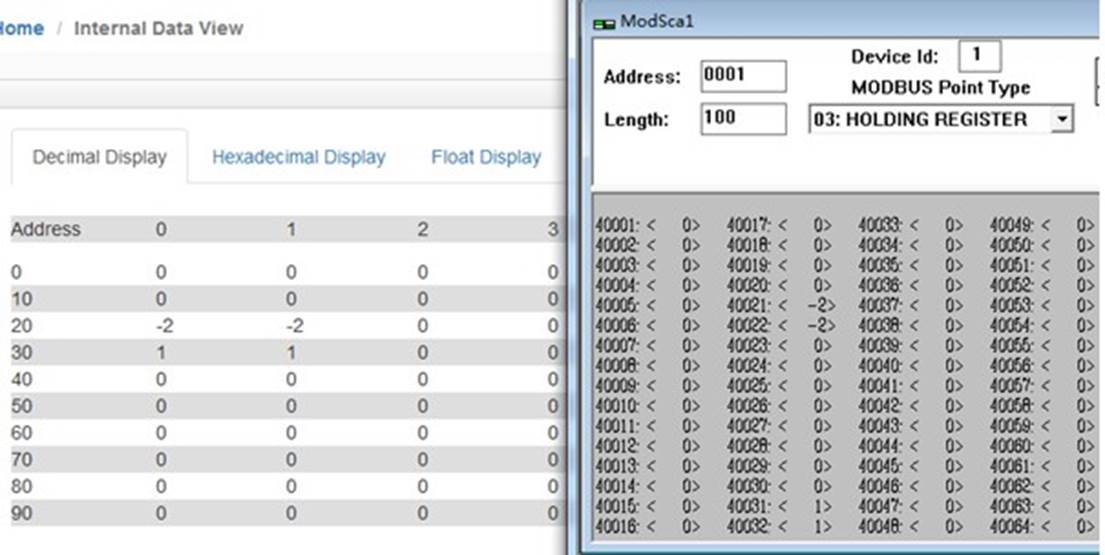 Home / Internal Data View
Decimal Display Hexadecimal Display Float Display
Address 0 1 2 3
0 0 0 0 0
10 0 0 0 0
20 -2 -2 0 0
30 1 1 0 0
40 0 0 0 0
50 0 0 0 0
60 0 0 0 0
70 0 0 0 0
80 0 0 0 0
90 0 0 0 0
ModSca1
Device Id: 1
Address: 0001
MODBUS Point Type
Length: 100
03: HOLDING REGISTER
40001: < 0> 40017: < 0> 40033: < 0> 40049: < 0>
40002: < 0> 40018: < 0> 40034: < 0> 40050: < 0>
40003: < 0> 40019: < 0> 40035: < 0> 40051: < 0>
40004: < 0> 40020: < 0> 40036: < 0> 40052: < 0>
40005: < 0> 40021: < -2> 40037: < 0> 40053: < 0>
40006: < 0> 40022: < -2> 40038: < 0> 40054: < 0>
40007: < 0> 40023: < 0> 40039: < 0> 40055: < 0>
40008: < 0> 40024: < 0> 40040: < 0> 40056: < 0>
40009: < 0> 40025: < 0> 40041: < 0> 40057: < 0>
40010: < 0> 40026: < 0> 40042: < 0> 40058: < 0>
40011: < 0> 40027: < 0> 40043: < 0> 40059: < 0>
40012: < 0> 40028: < 0> 40044: < 0> 40060: < 0>
40013: < 0> 40029: < 0> 40045: < 0> 40061: < 0>
40014: < 0> 40030: < 0> 40046: < 0> 40062: < 0>
40015: < 0> 40031: < 1> 40047: < 0> 40063: < 0>
40016: < 0> 40032: < 1> 40048: < 0> 40064: < 0>